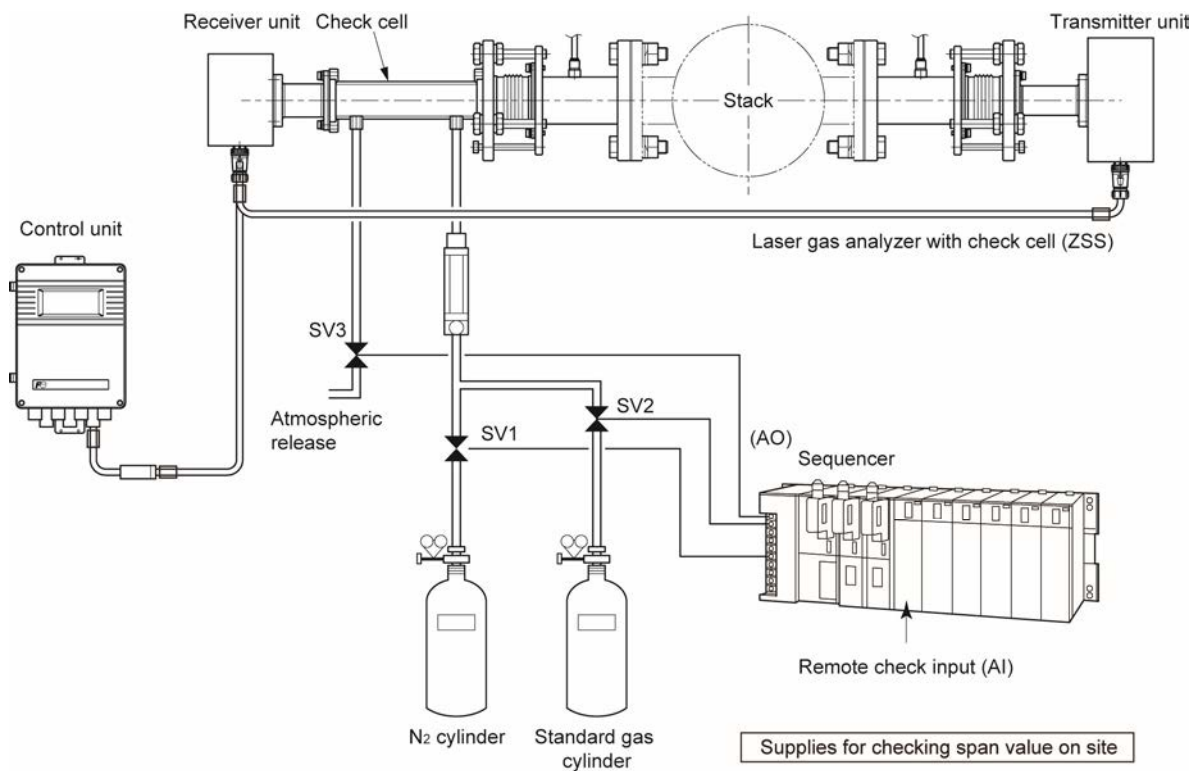 Receiver unit
Check cell
Transmitter unit
Stack
Control unit
Laser gas analyzer with check cell (ZSS)
SV3
SV2
Atmospheric
release
SV1
(AO)
Sequencer
Remote check input (AI)
N2 cylinder
Standard gas
cylinder
Supplies for checking span value on site